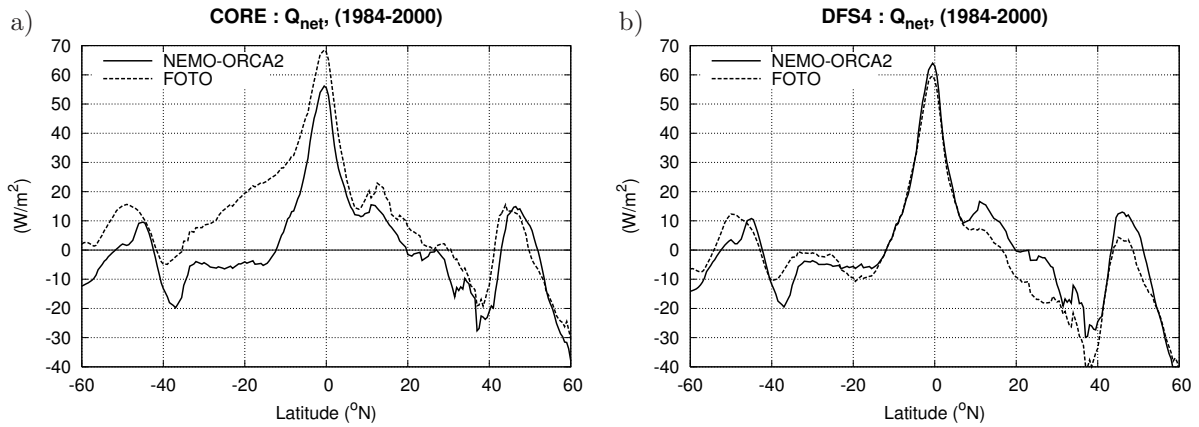 a)
CORE : Qnet, (1984-2000)
NEMO-ORCA2
FOTO
70
60
50
40
30
20
10
0
-10
-20
-30
-40
(W/m2)
-60 -40 -20 0 20 40 60
Latitude (oN)
b)
DFS4 : Qnet, (1984-2000)
NEMO-ORCA2
FOTO
70
60
50
40
30
20
10
0
-10
-20
-30
-40
(W/m2)
-60 -40 -20 0 20 40 60
Latitude (oN)